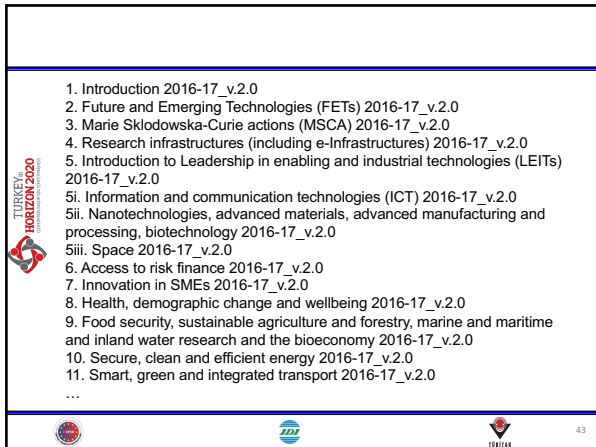 1. Introduction 2016-17_v.2.0
2. Future and Emerging Technologies (FETs) 2016-17_v.2.0
3. Marie Sklodowska-Curie actions (MSCA) 2016-17_v.2.0
4. Research infrastructures (including e-Infrastructures) 2016-17_v.2.0
5. Introduction to Leadership in enabling and industrial technologies (LEITs)
2016-17_v.2.0
5i. Information and communication technologies (ICT) 2016-17_v.2.0
5ii. Nanotechnologies, advanced materials, advanced manufacturing and
processing, biotechnology 2016-17_v.2.0
5iii. Space 2016-17_v.2.0
6. Access to risk finance 2016-17_v.2.0
7. Innovation in SMEs 2016-17_v.2.0
8. Health, demographic change and wellbeing 2016-17_v.2.0
9. Food security, sustainable agriculture and forestry, marine and maritime
and inland water research and the bioeconomy 2016-17_v.2.0
10. Secure, clean and efficient energy 2016-17_v.2.0
11. Smart, green and integrated transport 2016-17_v.2.0
…
TURKEY in
HORIZON 2020
TÜBİTAK
43